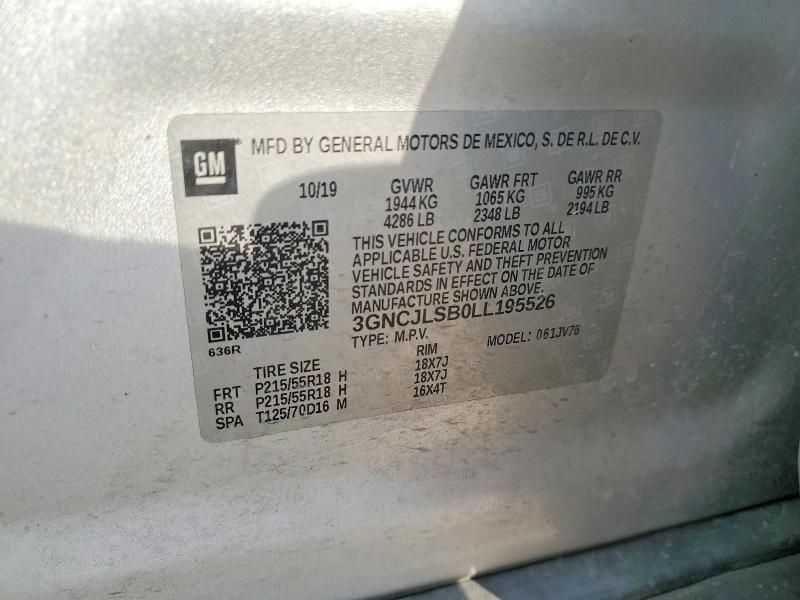 GM MFD BY GENERAL MOTORS DE MEXICO, S. DE R.L. DE C.V.
10/19 GVWR GAWR FRT GAWR RR
1944 KG 1065 KG 995 KG
4286 LB 2348 LB 2194 LB
THIS VEHICLE CONFORMS TO ALL
APPLICABLE U.S. FEDERAL MOTOR
VEHICLE SAFETY AND THEFT PREVENTION
STANDARDS IN EFFECT ON THE DATE OF
MANUFACTURE SHOWN ABOVE.
3GNCJLSB0LL195526
636R TYPE: M.P.V. MODEL: 061JV76
TIRE SIZE RIM
FRT P215/55R18 H 18X7J
RR P215/55R18 H 18X7J
SPA T125/70D16 M 16X4T